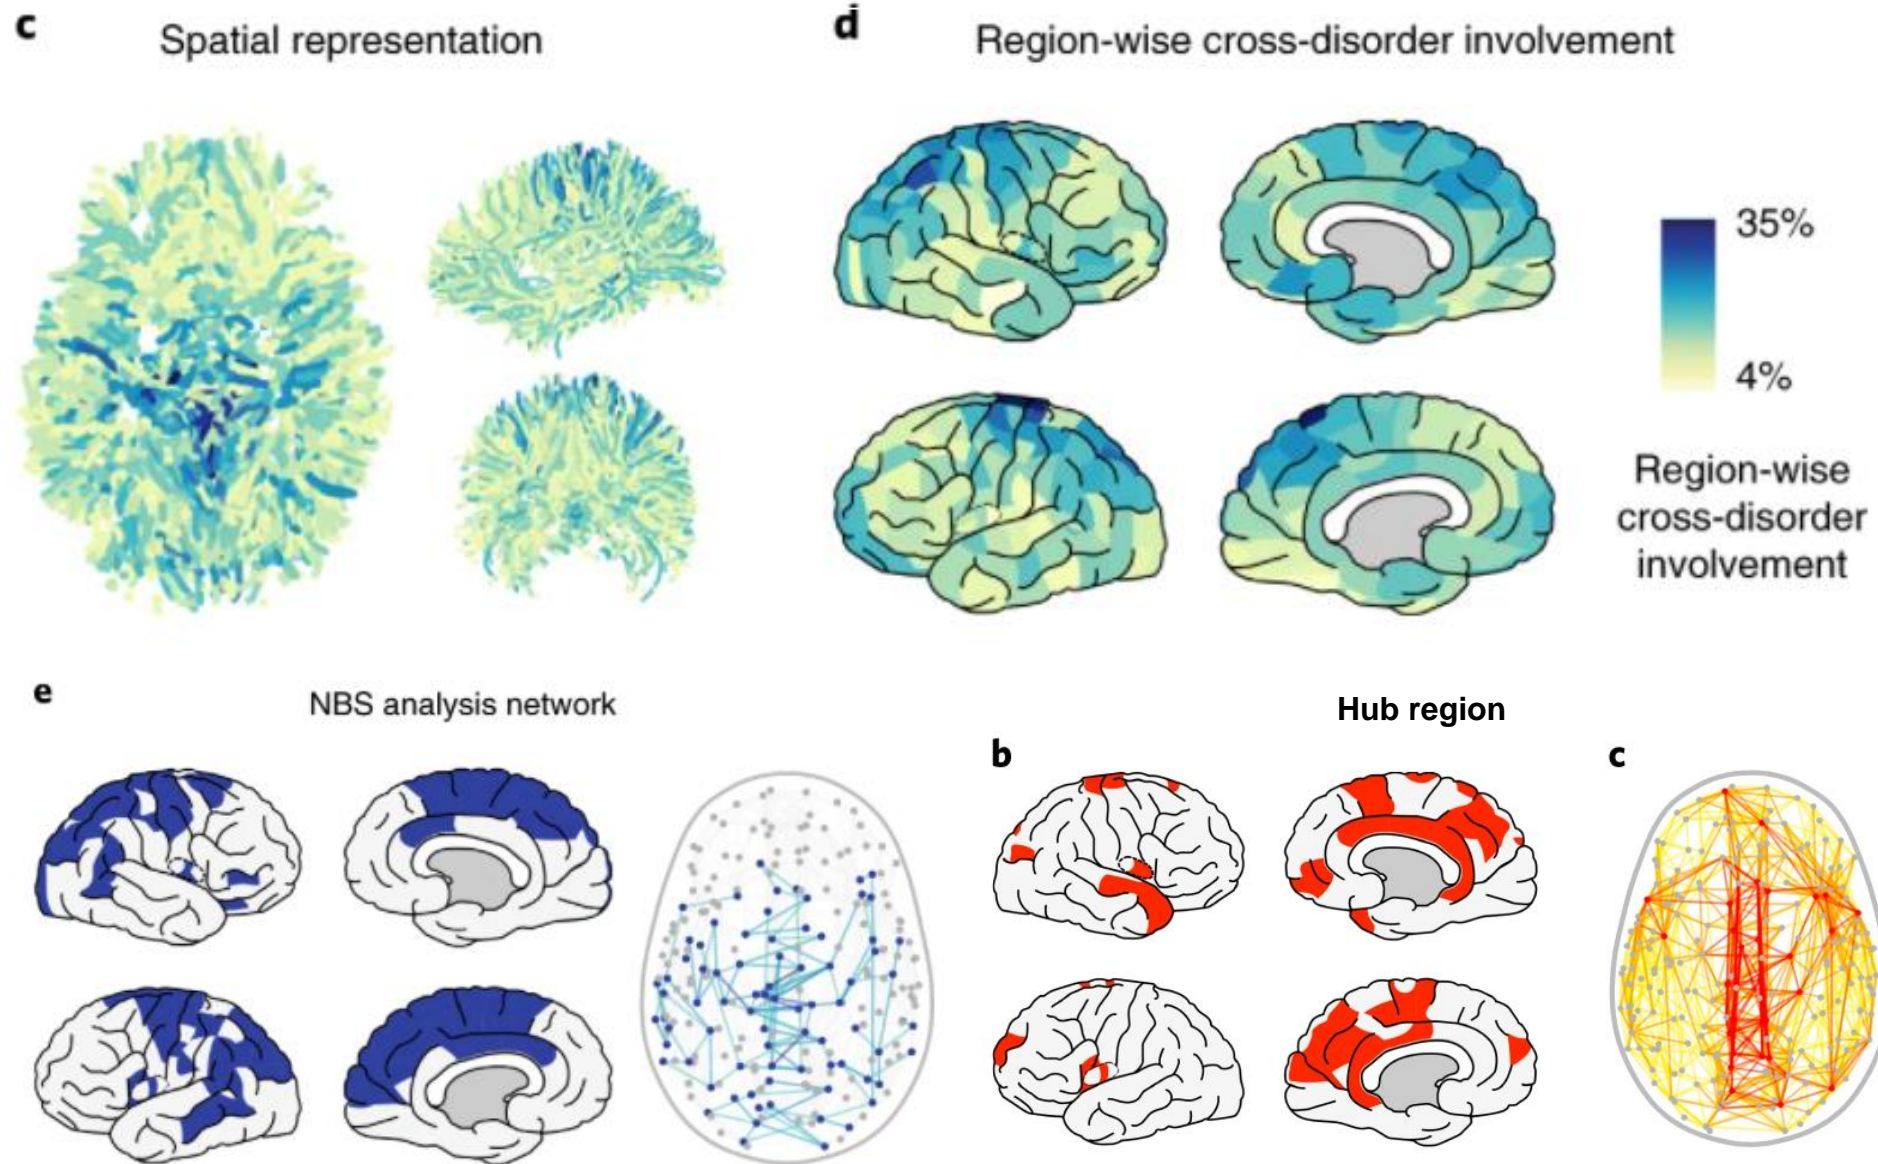 c
Spatial representation
d
Region-wise cross-disorder involvement
35%
4%
Region-wise
cross-disorder
involvement
e
NBS analysis network
Hub region
b
c